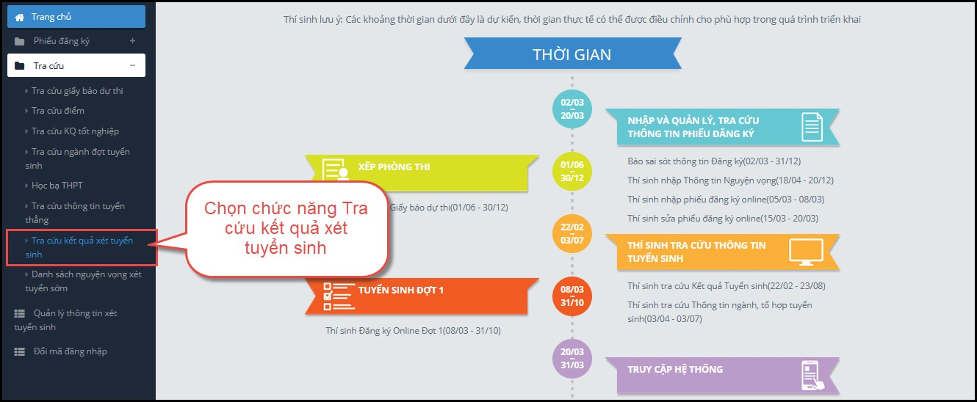 Trang chủ
Phiếu đăng ký +
Tra cứu −
Tra cứu giấy báo dự thi
Tra cứu điểm
Tra cứu KQ tốt nghiệp
Tra cứu ngành đợt tuyển
sinh
Học bạ THPT
Tra cứu thông tin tuyển
thẳng
Tra cứu kết quả xét tuyển
sinh
Danh sách nguyện vọng xét
tuyển sớm
Quản lý thông tin xét
tuyển sinh
Đổi mã đăng nhập
Thí sinh lưu ý: Các khoảng thời gian dưới đây là dự kiến, thời gian thực tế có thể được điều chỉnh cho phù hợp trong quá trình triển khai
THỜI GIAN
02/03
–
20/03
NHẬP VÀ QUẢN LÝ, TRA CỨU
THÔNG TIN PHIẾU ĐĂNG KÝ
Báo sai sót thông tin Đăng ký(02/03 - 31/12)
Thí sinh nhập Thông tin Nguyện vọng(18/04 - 20/12)
Thí sinh nhập phiếu đăng ký online(05/03 - 08/03)
Thí sinh sửa phiếu đăng ký online(15/03 - 20/03)
XẾP PHÒNG THI
01/06
–
30/12
Giấy báo dự thi(01/06 - 30/12)
Chọn chức năng Tra
cứu kết quả xét
tuyển sinh
22/02
–
03/07
THÍ SINH TRA CỨU THÔNG TIN
TUYỂN SINH
Thí sinh tra cứu Kết quả Tuyển sinh(22/02 - 23/08)
Thí sinh tra cứu Thông tin ngành, tổ hợp tuyển
sinh(03/04 - 03/07)
TUYỂN SINH ĐỢT 1
08/03
–
31/10
Thí sinh Đăng ký Online Đợt 1(08/03 - 31/10)
20/03
–
31/03
TRUY CẬP HỆ THỐNG